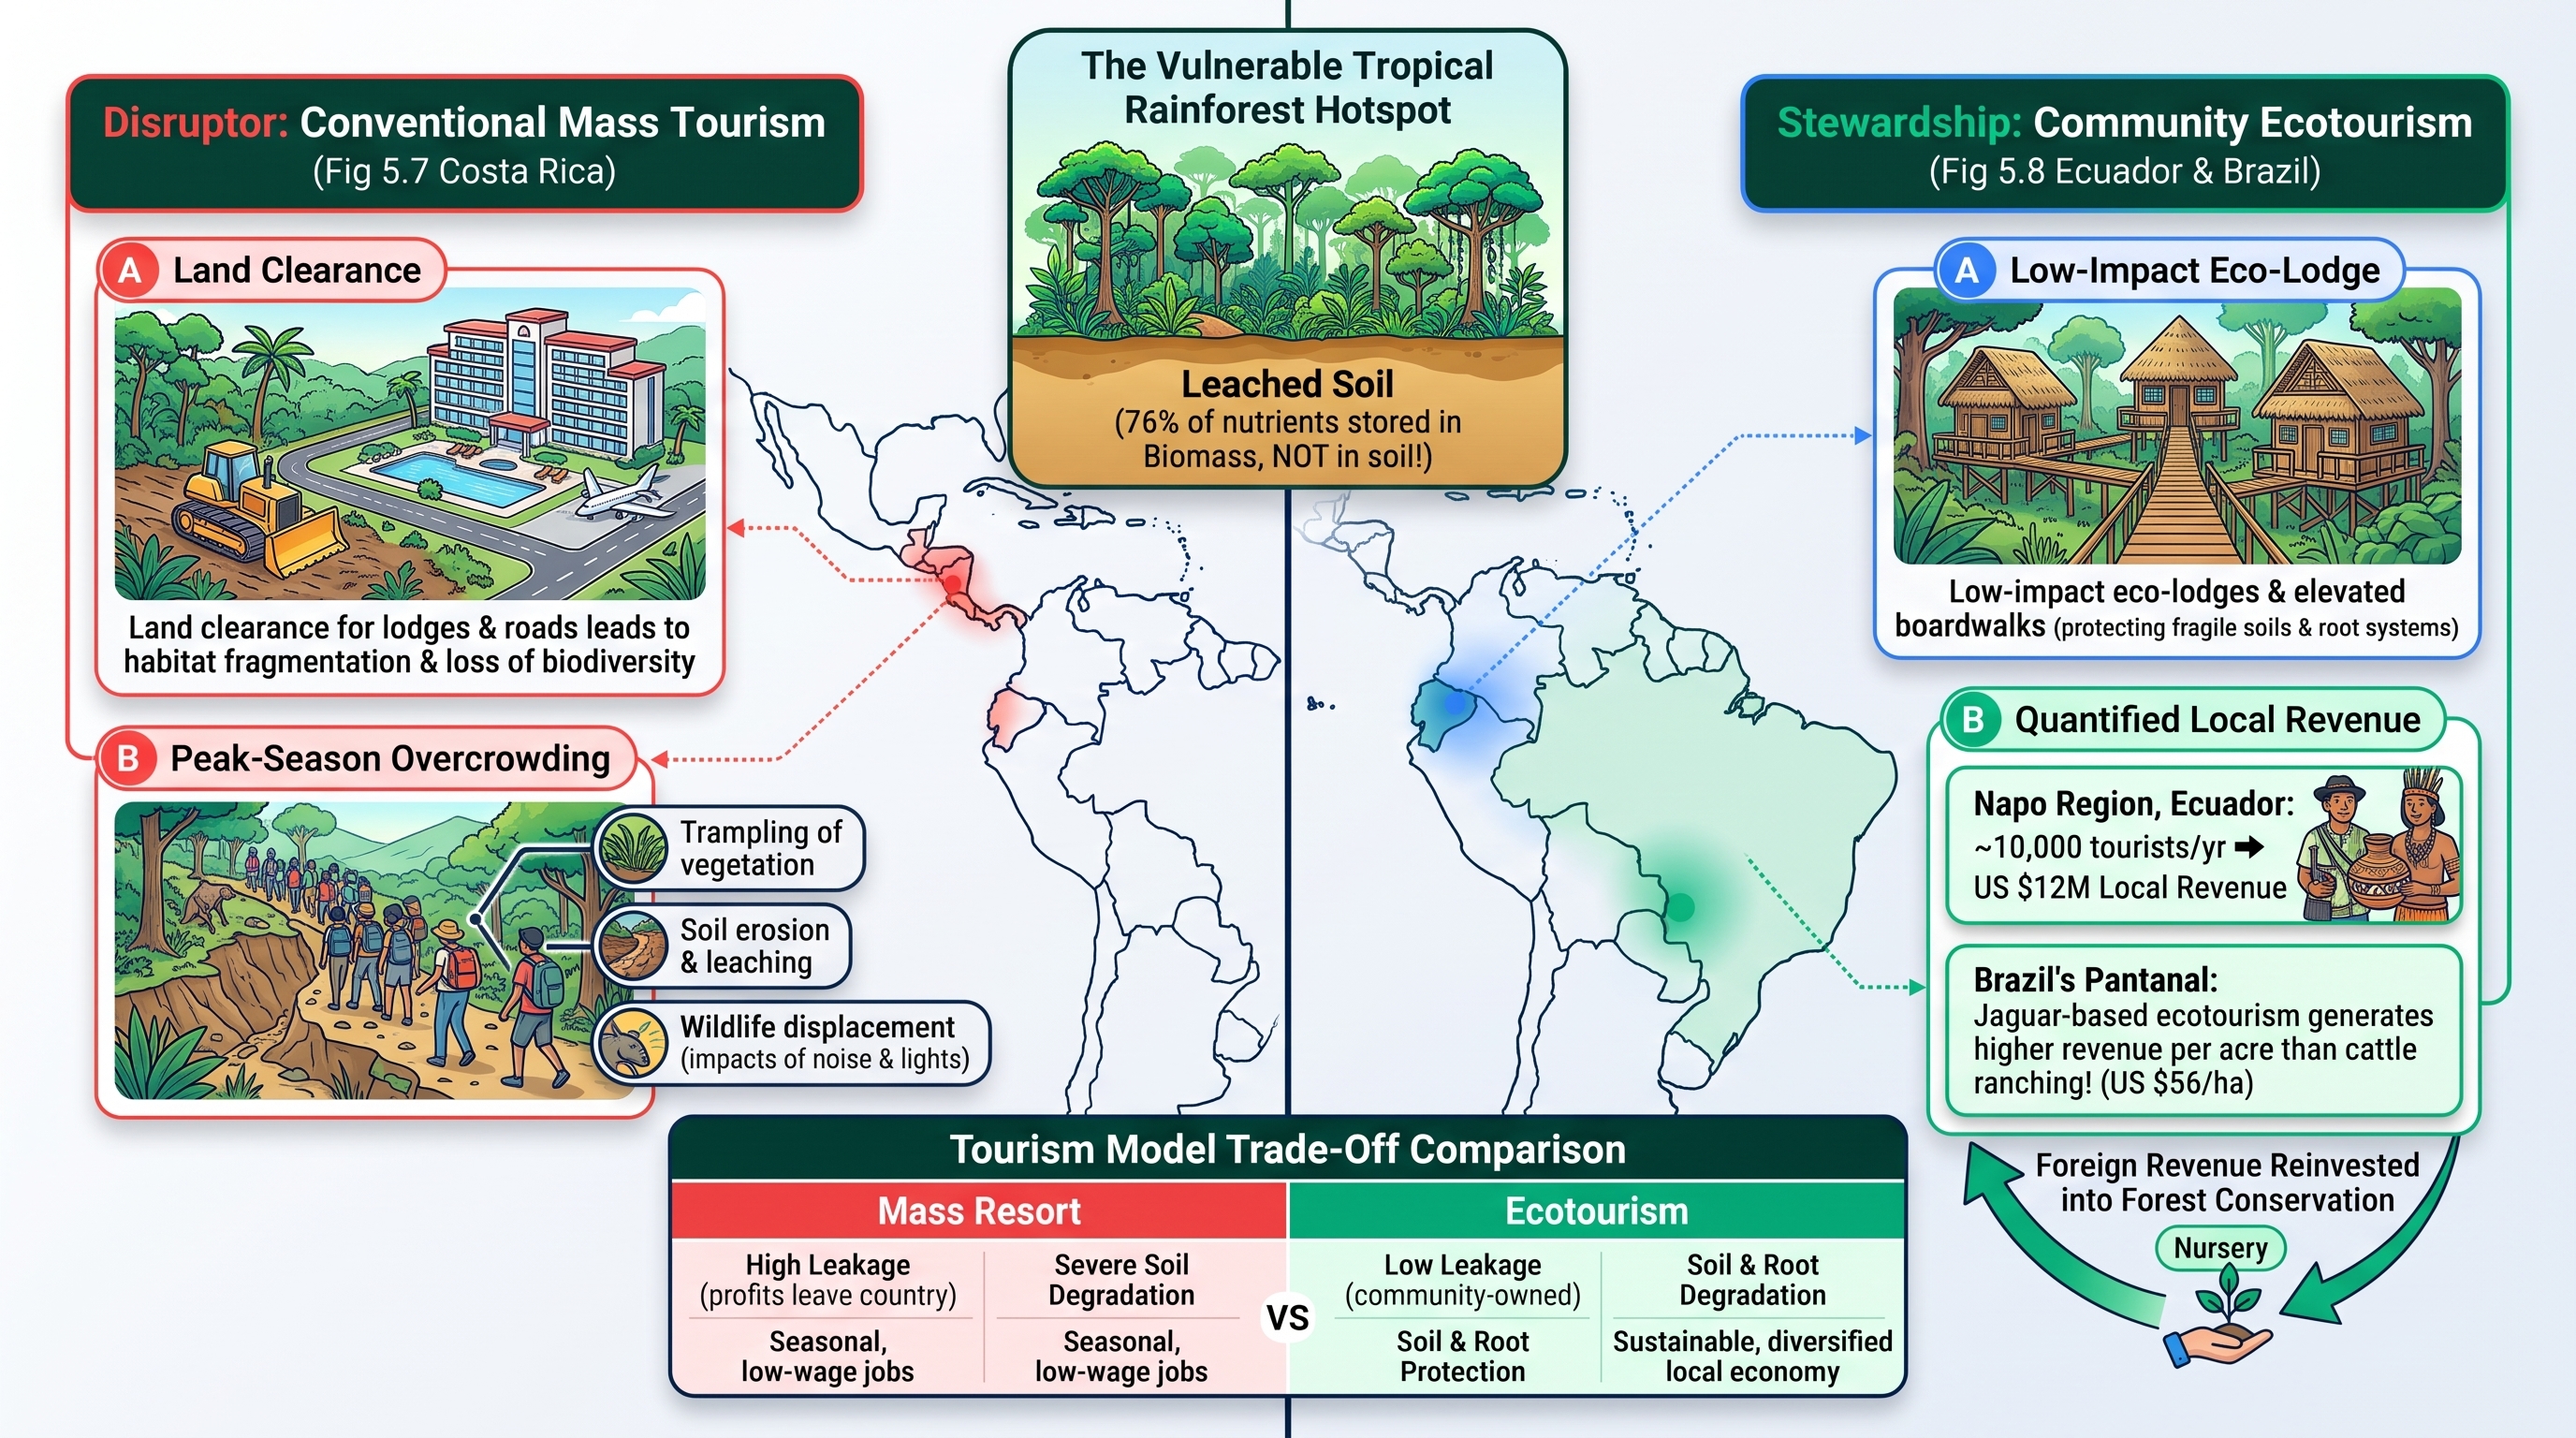 The Vulnerable Tropical
Rainforest Hotspot
Leached Soil
(76% of nutrients stored in
Biomass, NOT in soil!)
Disruptor: Conventional Mass Tourism
(Fig 5.7 Costa Rica)
A Land Clearance
Land clearance for lodges & roads leads to
habitat fragmentation & loss of biodiversity
B Peak-Season Overcrowding
Trampling of
vegetation
Soil erosion
& leaching
Wildlife displacement
(impacts of noise & lights)
Stewardship: Community Ecotourism
(Fig 5.8 Ecuador & Brazil)
A Low-Impact Eco-Lodge
Low-impact eco-lodges & elevated
boardwalks (protecting fragile soils & root systems)
B Quantified Local Revenue
Napo Region, Ecuador:
~10,000 tourists/yr ➡
US $12M Local Revenue
Brazil's Pantanal:
Jaguar-based ecotourism generates
higher revenue per acre than cattle
ranching! (US $56/ha)
Foreign Revenue Reinvested
into Forest Conservation
Nursery
Tourism Model Trade-Off Comparison
Mass Resort
High Leakage
(profits leave country)
Severe Soil
Degradation
Seasonal,
low-wage jobs
Seasonal,
low-wage jobs
VS
Ecotourism
Low Leakage
(community-owned)
Soil & Root
Degradation
Soil & Root
Protection
Sustainable, diversified
local economy